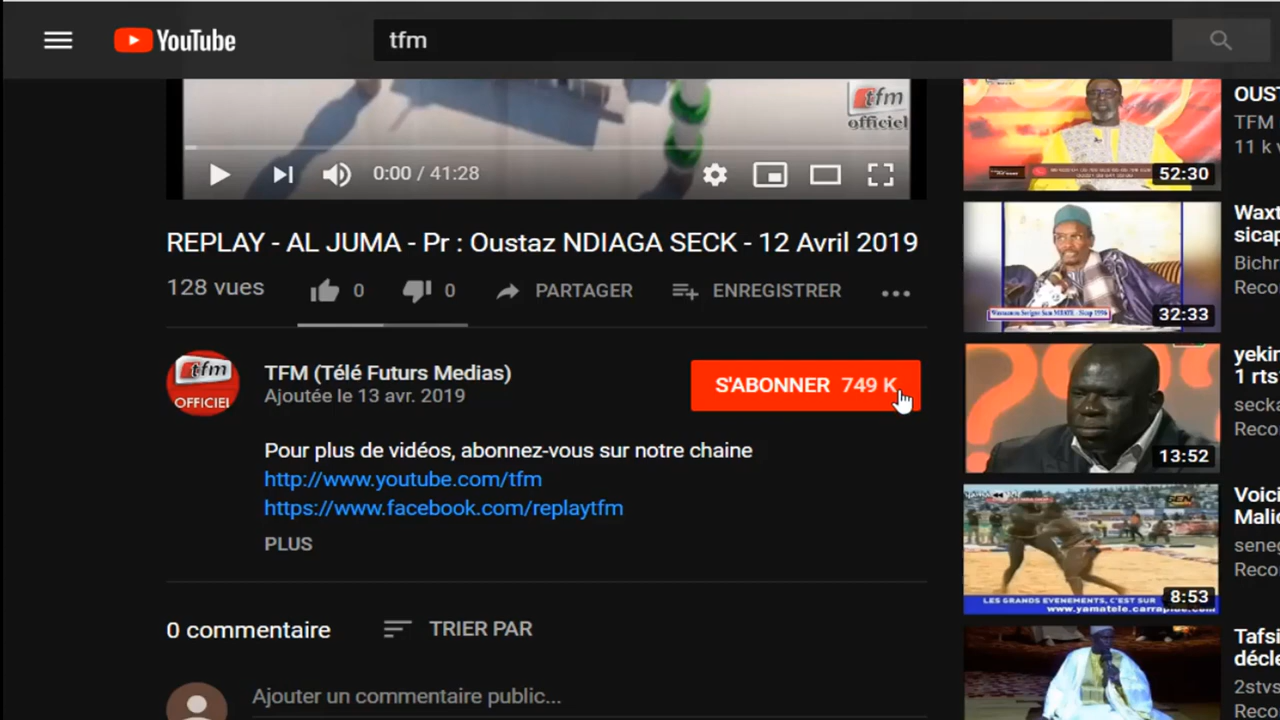 YouTube
tfm
tfm
officiel
0:00 / 41:28
REPLAY - AL JUMA - Pr : Oustaz NDIAGA SECK - 12 Avril 2019
128 vues
0
0
PARTAGER
ENREGISTRER
tfm
OFFICIEL
TFM (Télé Futurs Medias)
Ajoutée le 13 avr. 2019
S'ABONNER 749 K
Pour plus de vidéos, abonnez-vous sur notre chaine
http://www.youtube.com/tfm
https://www.facebook.com/replaytfm
PLUS
0 commentaire
TRIER PAR
Ajouter un commentaire public...
52:30
OUST
TFM
11 k v
32:33
Waxt
sicap
Bichr
Reco
13:52
yekin
1 rts
secka
Reco
LES GRANDS EVENEMENTS, C'EST SUR
8:53
Voici
Malic
seneg
Reco
Tafsi
décle
2stvs
Reco